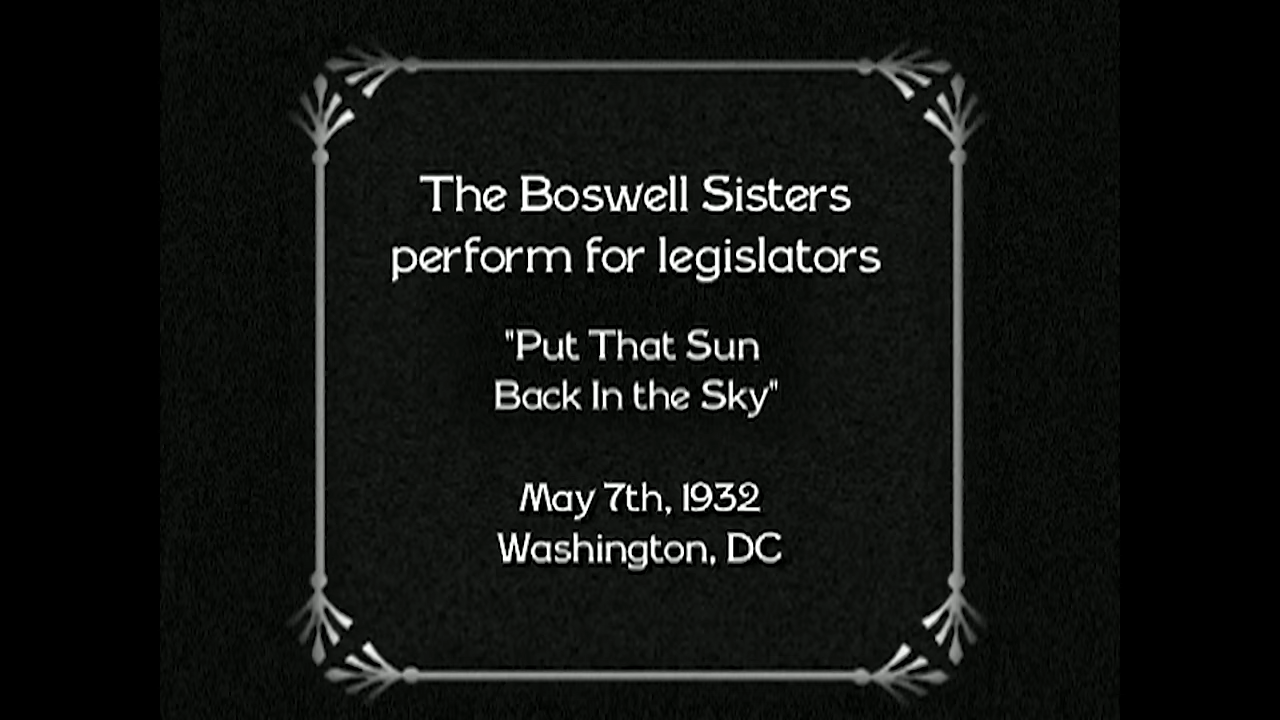 The Boswell Sisters
perform for legislators
"Put That Sun
Back In the Sky"
May 7th, 1932
Washington, DC